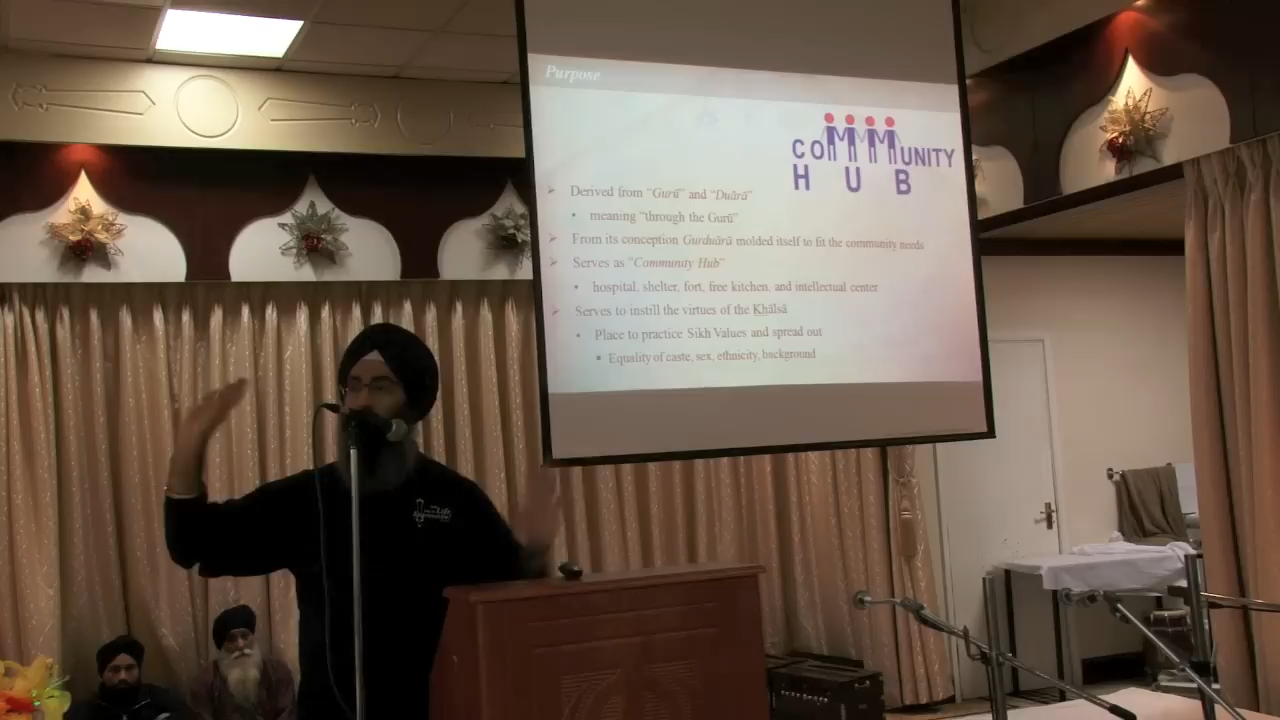 Purpose
COMMUNITY
HUB
Derived from "Gurū" and "Duārā"
meaning "through the Gurū"
From its conception Gurduārā molded itself to fit the community needs
Serves as "Community Hub"
hospital, shelter, fort, free kitchen, and intellectual center
Serves to instill the virtues of the Khālsā
Place to practice Sikh Values and spread out
Equality of caste, sex, ethnicity, background